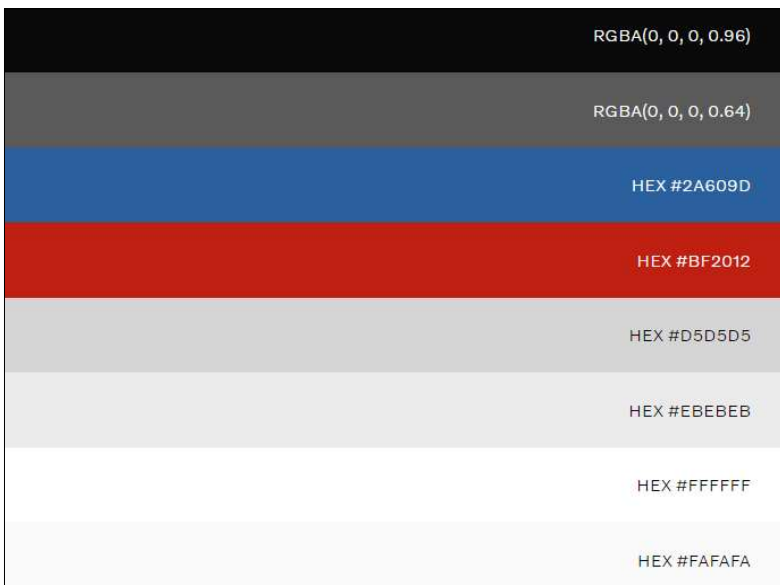 RGBA(0, 0, 0, 0.96)
RGBA(0, 0, 0, 0.64)
HEX #2A609D
HEX #BF2012
HEX #D5D5D5
HEX #EBEBEB
HEX #FFFFFF
HEX #FAFAFA